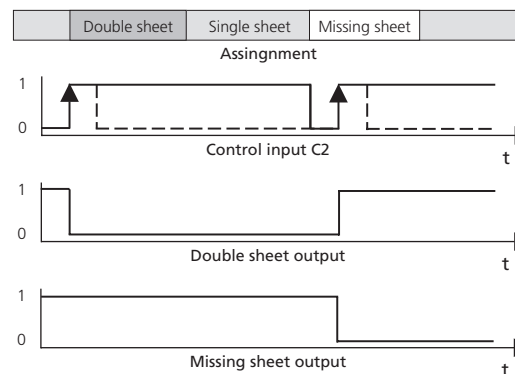 Double sheet Single sheet Missing sheet
Assingnment
1
0
Control input C2
t
1
0
Double sheet output
t
1
0
Missing sheet output
t